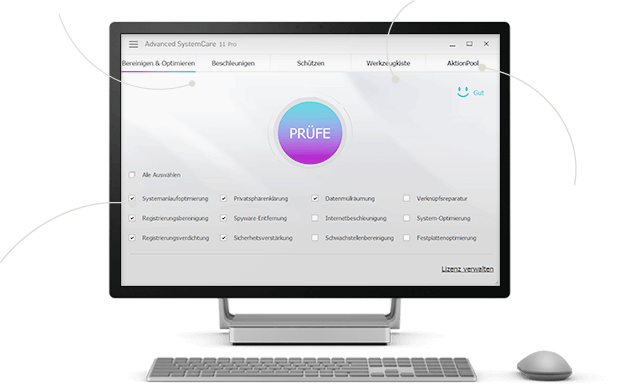 Advanced SystemCare 11 Pro
Bereinigen & Optimieren Beschleunigen Schützen Werkzeugkiste AktionPool
Gut
PRÜFE
Alle Auswählen
Systemanlaufoptimierung Privatsphärenklärung Datenmüllräumung Verknüpfsreparatur
Registrierungsbereinigung Spyware-Entfernung Internetbeschleunigung System-Optimierung
Registrierungsverdichtung Sicherheitsverstärkung Schwachstellenbereinigung Festplattenoptimierung
Lizenz verwalten